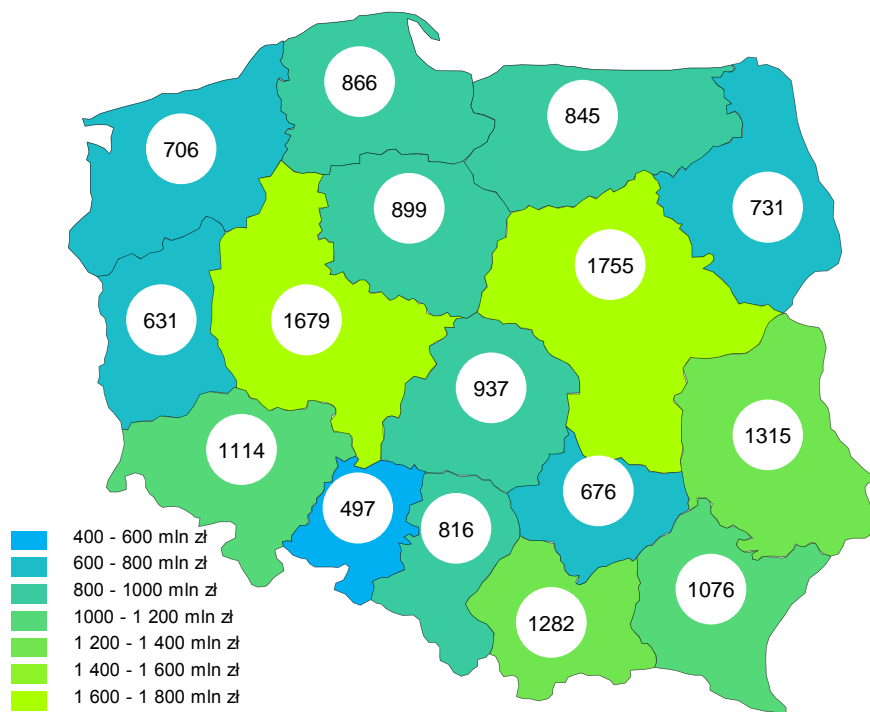 866
845
706
731
899
1755
631
1679
937
1315
1114
676
497
816
1076
1282
400 - 600 mln zł
600 - 800 mln zł
800 - 1000 mln zł
1000 - 1 200 mln zł
1 200 - 1 400 mln zł
1 400 - 1 600 mln zł
1 600 - 1 800 mln zł